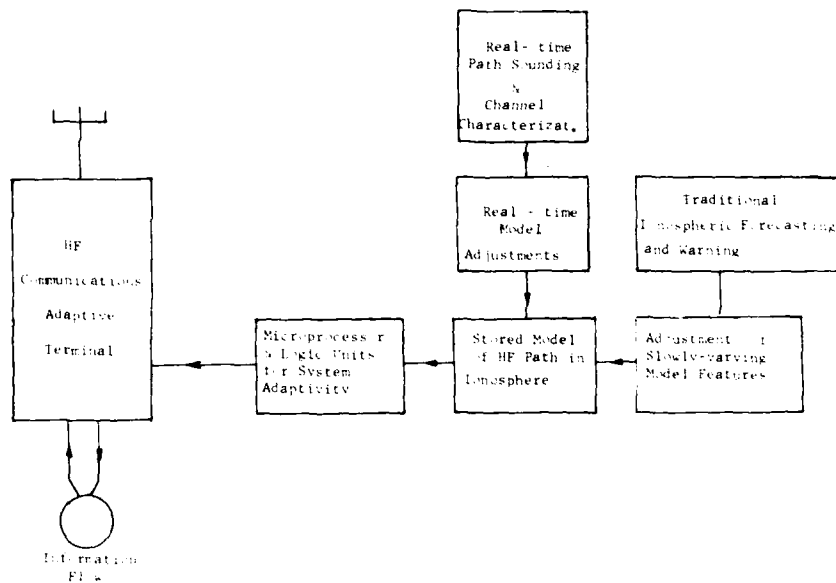 Real-time
Path Sounding
&
Channel
Characterizat.
Real-time
Model
Adjustments
Traditional
Ionospheric Forecasting
and Warning
HF
Communications
Adaptive
Terminal
Microprocessor
& Logic Units
for System
Adaptivity
Stored Model
of HF Path in
Ionosphere
Adjustment of
Slowly-varying
Model Features
Information
Flow